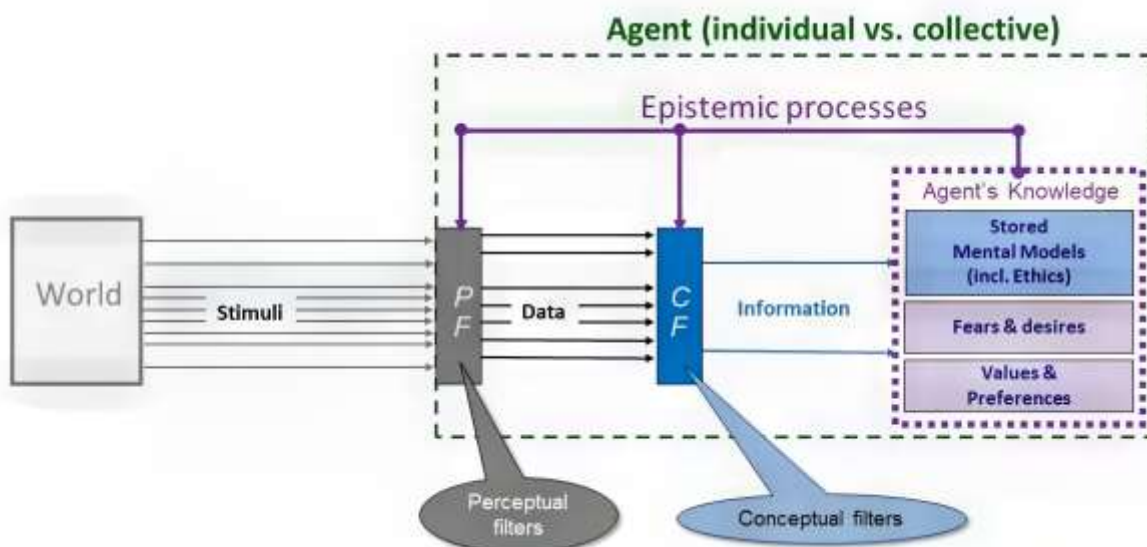 Agent (individual vs. collective)
Epistemic processes
Agent's Knowledge
Stored
Mental Models
(incl. Ethics)
World
Stimuli
P
F
Data
C
F
Information
Fears & desires
Values &
Preferences
Perceptual
filters
Conceptual filters